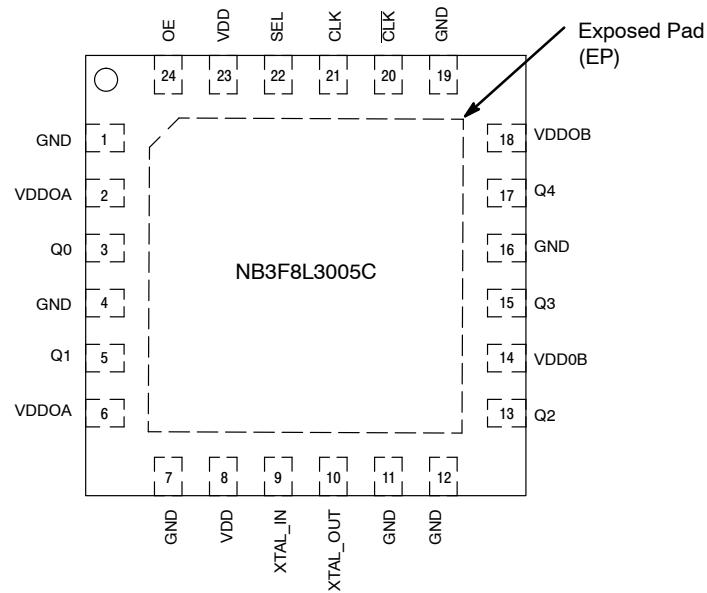 OE VDD SEL CLK CLK GND
24 23 22 21 20 19
Exposed Pad
(EP)
GND 1
VDDOA 2
Q0 3
GND 4
Q1 5
VDDOA 6
NB3F8L3005C
18 VDDOB
17 Q4
16 GND
15 Q3
14 VDD0B
13 Q2
7 8 9 10 11 12
GND VDD XTAL_IN XTAL_OUT GND GND